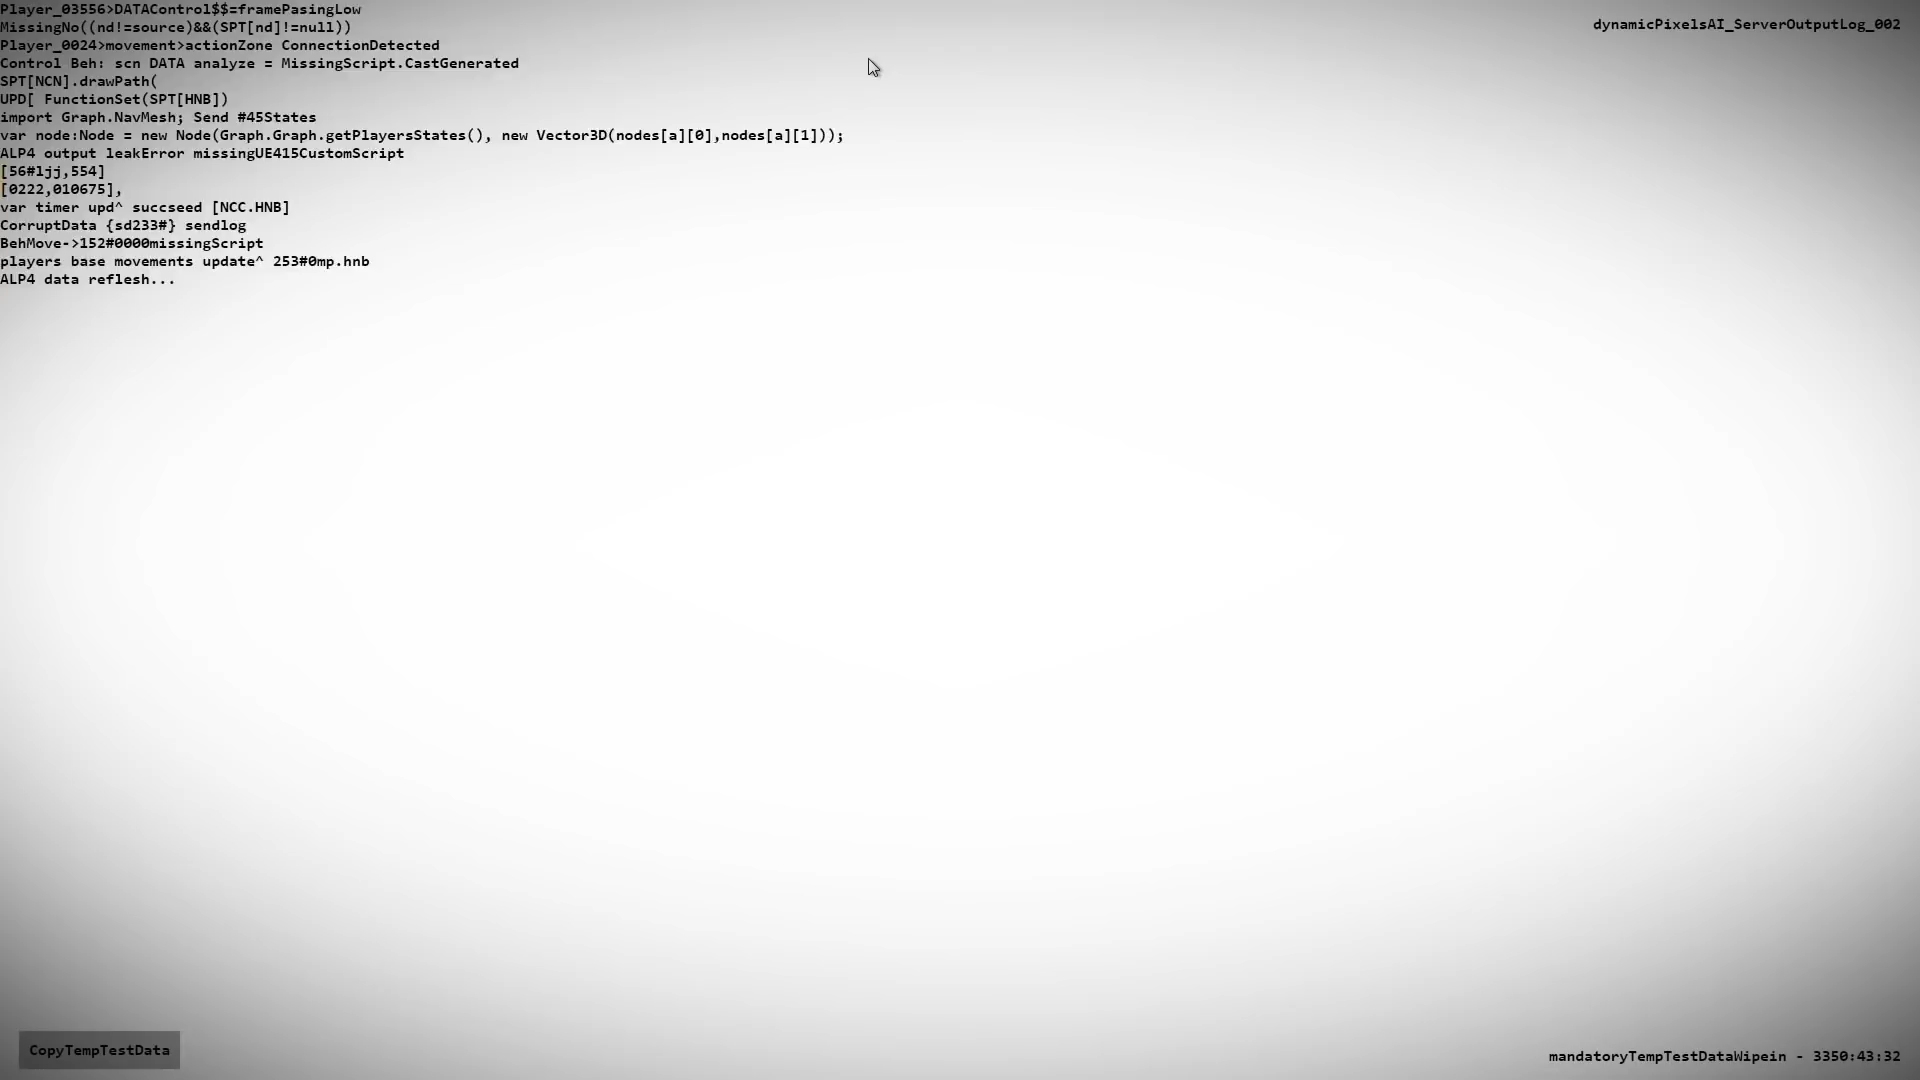 Player_03556>DATAControl$$=framePasingLow
MissingNo((nd!=source)&&(SPT[nd]!=null))
Player_0024>movement>actionZone ConnectionDetected
Control Beh: scn DATA analyze = MissingScript.CastGenerated
SPT[NCN].drawPath(
UPD[ FunctionSet(SPT[HNB])
import Graph.NavMesh; Send #45States
var node:Node = new Node(Graph.Graph.getPlayersStates(), new Vector3D(nodes[a][0],nodes[a][1]));
ALP4 output leakError missingUE415CustomScript
[56#ljj,554]
[0222,010675],
var timer upd^ succseed [NCC.HNB]
CorruptData {sd233#} sendlog
BehMove->152#0000missingScript
players base movements update^ 253#0mp.hnb
ALP4 data reflesh...
dynamicPixelsAI_ServerOutputLog_002
CopyTempTestData
mandatoryTempTestDataWipein - 3350:43:32